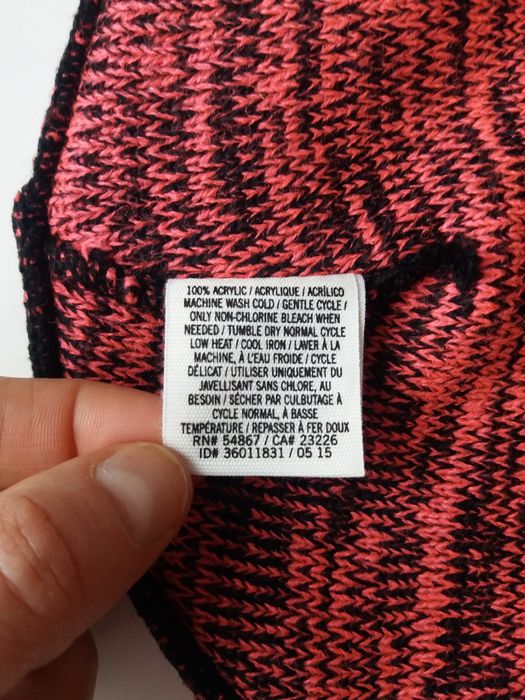 100% ACRYLIC / ACRYLIQUE / ACRÍLICO
MACHINE WASH COLD / GENTLE CYCLE /
ONLY NON-CHLORINE BLEACH WHEN
NEEDED / TUMBLE DRY NORMAL CYCLE
LOW HEAT / COOL IRON / LAVER À LA
MACHINE, À L'EAU FROIDE / CYCLE
DÉLICAT / UTILISER UNIQUEMENT DU
JAVELLISANT SANS CHLORE, AU
BESOIN / SÉCHER PAR CULBUTAGE À
CYCLE NORMAL, À BASSE
TEMPÉRATURE / REPASSER À FER DOUX
RN# 54867 / CA# 23226
ID# 36011831 / 05 15